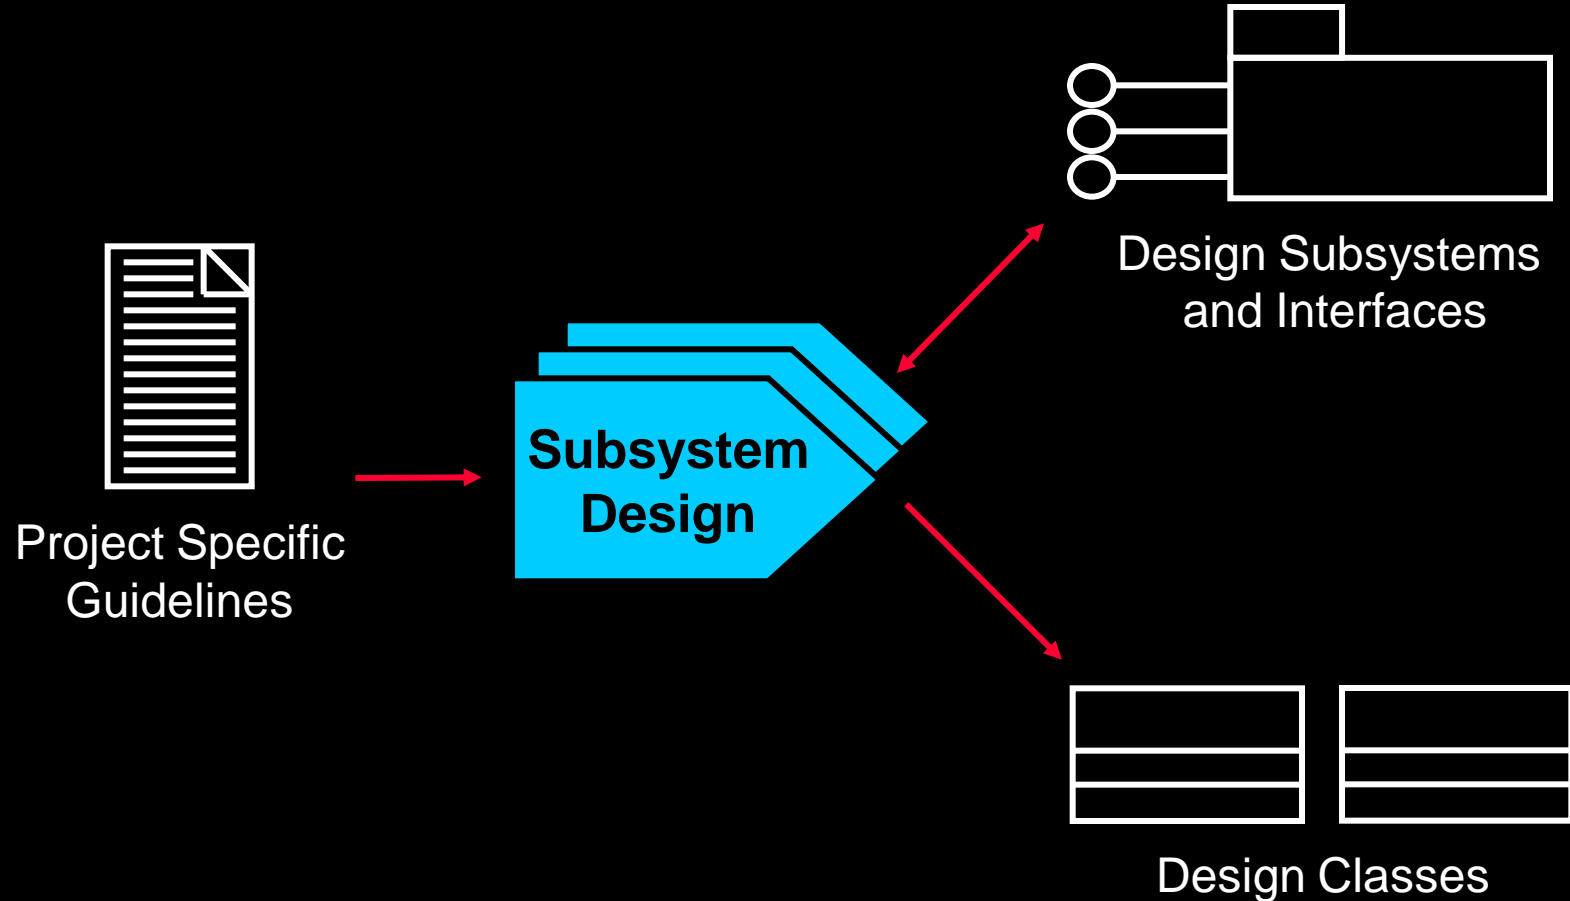 Design Subsystems
and Interfaces
Subsystem
Design
Project Specific
Guidelines
Design Classes